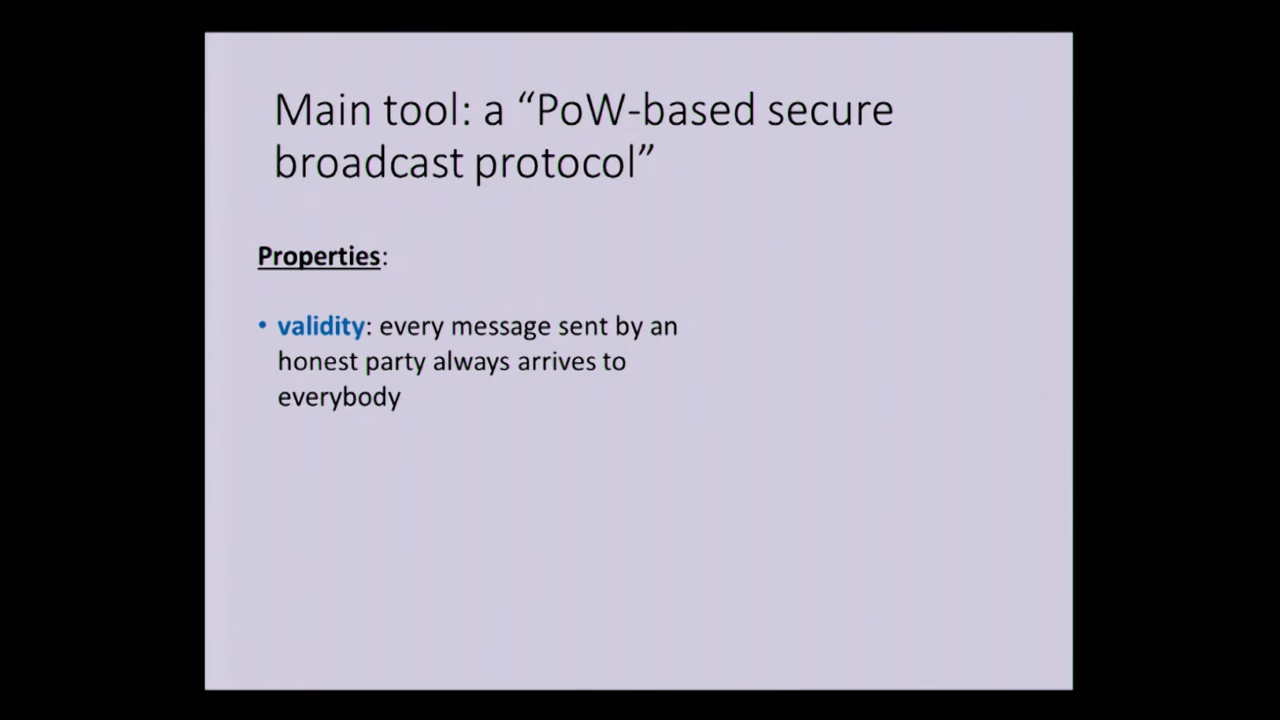 Main tool: a “PoW-based secure
broadcast protocol”
Properties:
• validity: every message sent by an
honest party always arrives to
everybody